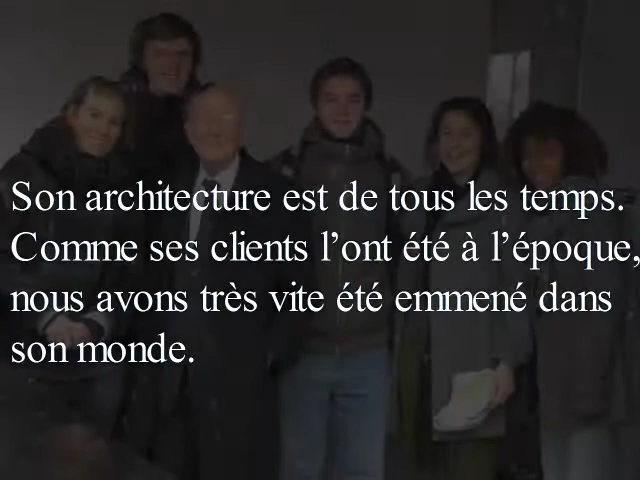 Son architecture est de tous les temps.
Comme ses clients l’ont été à l’époque,
nous avons très vite été emmené dans
son monde.